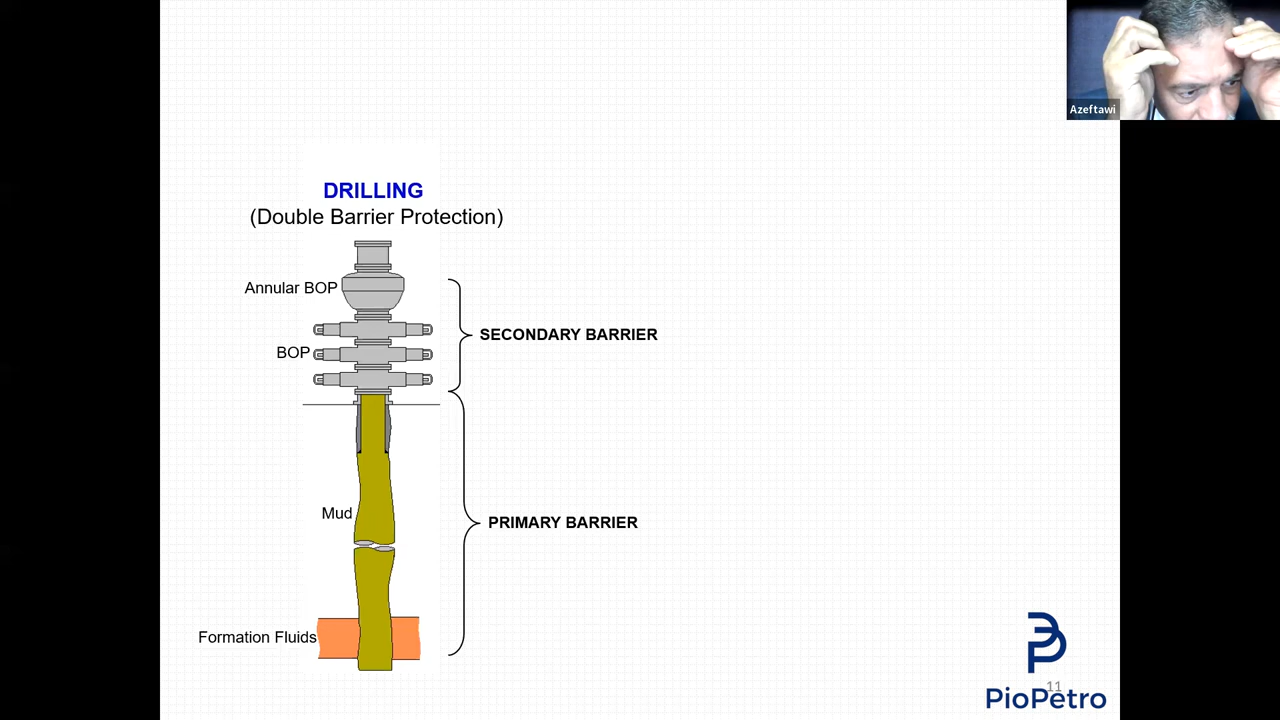 Azeftawi
DRILLING
(Double Barrier Protection)
Annular BOP
SECONDARY BARRIER
BOP
Mud
PRIMARY BARRIER
Formation Fluids
11
PioPetro